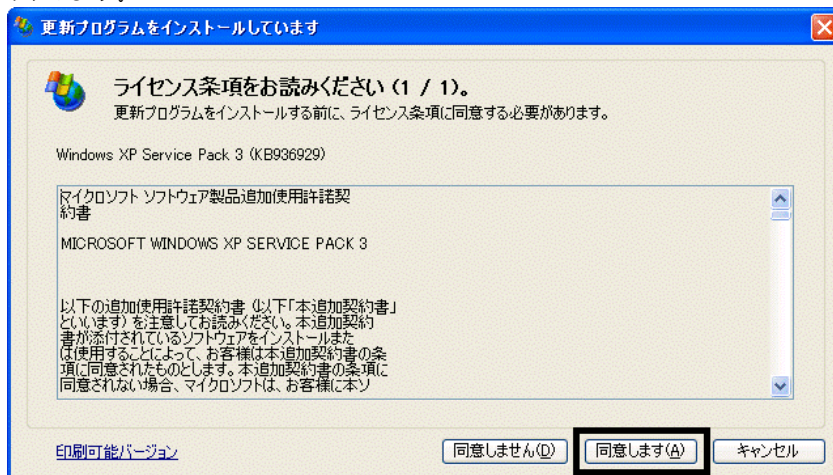 更新プログラムをインストールしています
ライセンス条項をお読みください (1 / 1)。
更新プログラムをインストールする前に、ライセンス条項に同意する必要があります。
Windows XP Service Pack 3 (KB936929)
マイクロソフト ソフトウェア製品追加使用許諾契
約書
MICROSOFT WINDOWS XP SERVICE PACK 3
以下の追加使用許諾契約書 (以下「本追加契約書」
といいます) を注意してお読みください。本追加契約
書が添付されているソフトウェアをインストールまた
は使用することによって、お客様は本追加契約書の条
項に同意されたものとします。本追加契約書の条項に
同意されない場合、マイクロソフトは、お客様に本ソ
印刷可能バージョン
同意しません(D)
同意します(A)
キャンセル